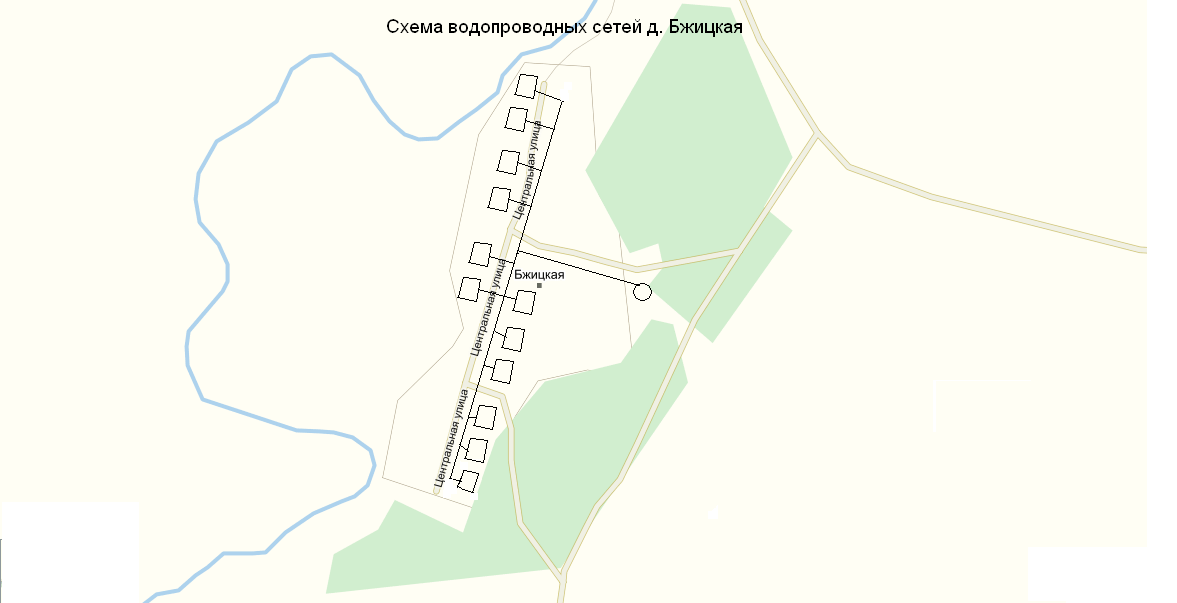 Схема водопроводных сетей д. Бжицкая
Центральная улица
Бжицкая
Центральная улица
Центральная улица